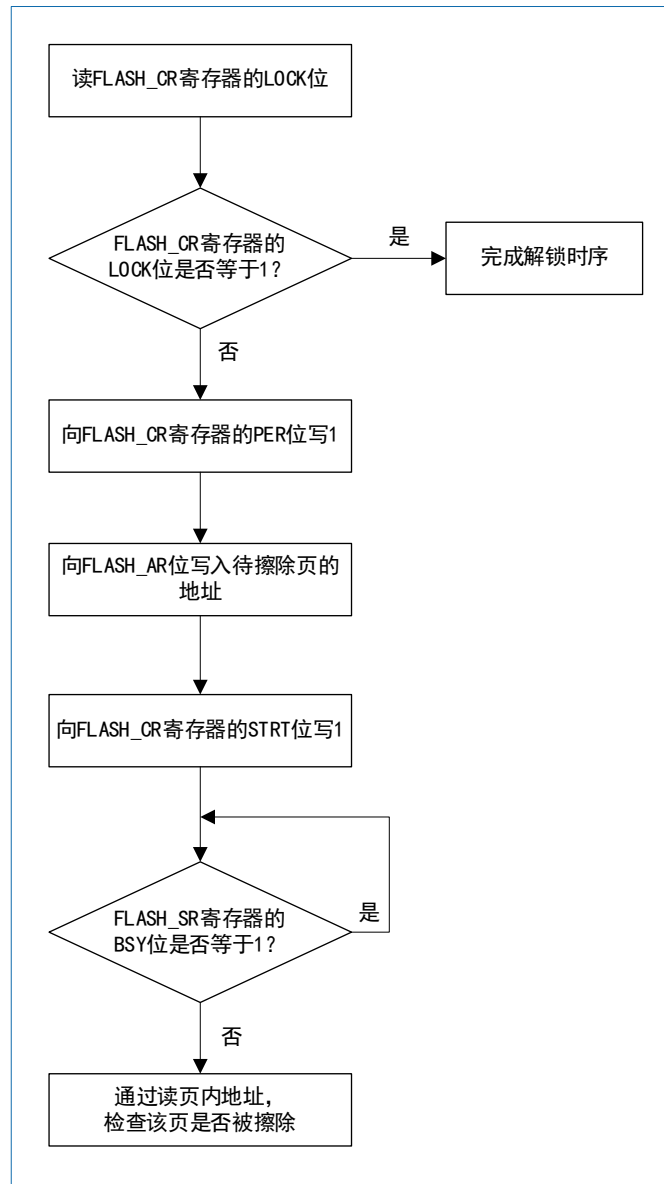 读FLASH_CR寄存器的LOCK位
FLASH_CR寄存器的
LOCK位是否等于1?
是
完成解锁时序
否
向FLASH_CR寄存器的PER位写1
向FLASH_AR位写入待擦除页的
地址
向FLASH_CR寄存器的STRT位写1
FLASH_SR寄存器的
BSY位是否等于1?
是
否
通过读页内地址，
检查该页是否被擦除